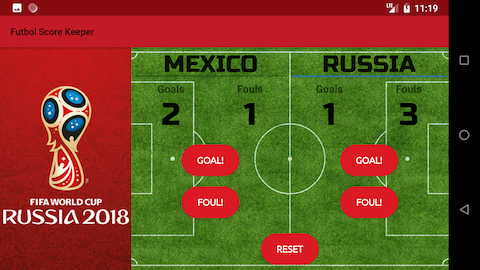 LTE 11:19
Futbol Score Keeper
MEXICO RUSSIA
Goals Fouls Goals Fouls
2 1 1 3
GOAL! GOAL!
FOUL! FOUL!
RESET
FIFA WORLD CUP
RUSSIA 2018